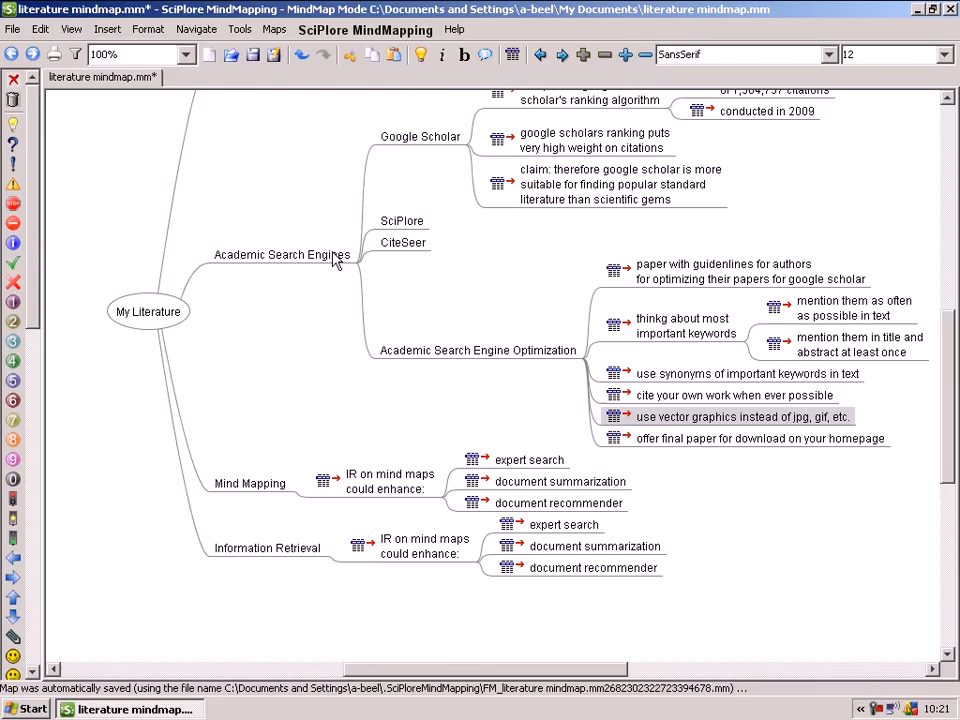 literature mindmap.mm* - SciPlore MindMapping - MindMap Mode C:\Documents and Settings\a-beel\My Documents\literature mindmap.mm
File Edit View Insert Format Navigate Tools Maps SciPlore MindMapping Help
100%
SansSerif
12
literature mindmap.mm*
scholar's ranking algorithm
of 1,364,757 citations
conducted in 2009
Google Scholar
google scholars ranking puts
very high weight on citations
claim: therefore google scholar is more
suitable for finding popular standard
literature than scientific gems
SciPlore
CiteSeer
Academic Search Engines
My Literature
Academic Search Engine Optimization
paper with guidenlines for authors
for optimizing their papers for google scholar
thinkg about most
important keywords
mention them as often
as possible in text
mention them in title and
abstract at least once
use synonyms of important keywords in text
cite your own work when ever possible
use vector graphics instead of jpg, gif, etc.
offer final paper for download on your homepage
Mind Mapping
IR on mind maps
could enhance:
expert search
document summarization
document recommender
Information Retrieval
IR on mind maps
could enhance:
expert search
document summarization
document recommender
Map was automatically saved (using the file name C:\Documents and Settings\a-beel\.SciPloreMindMapping\FM_literature mindmap.mm2682302322723394678.mm) ...
Start
literature mindmap....
10:21